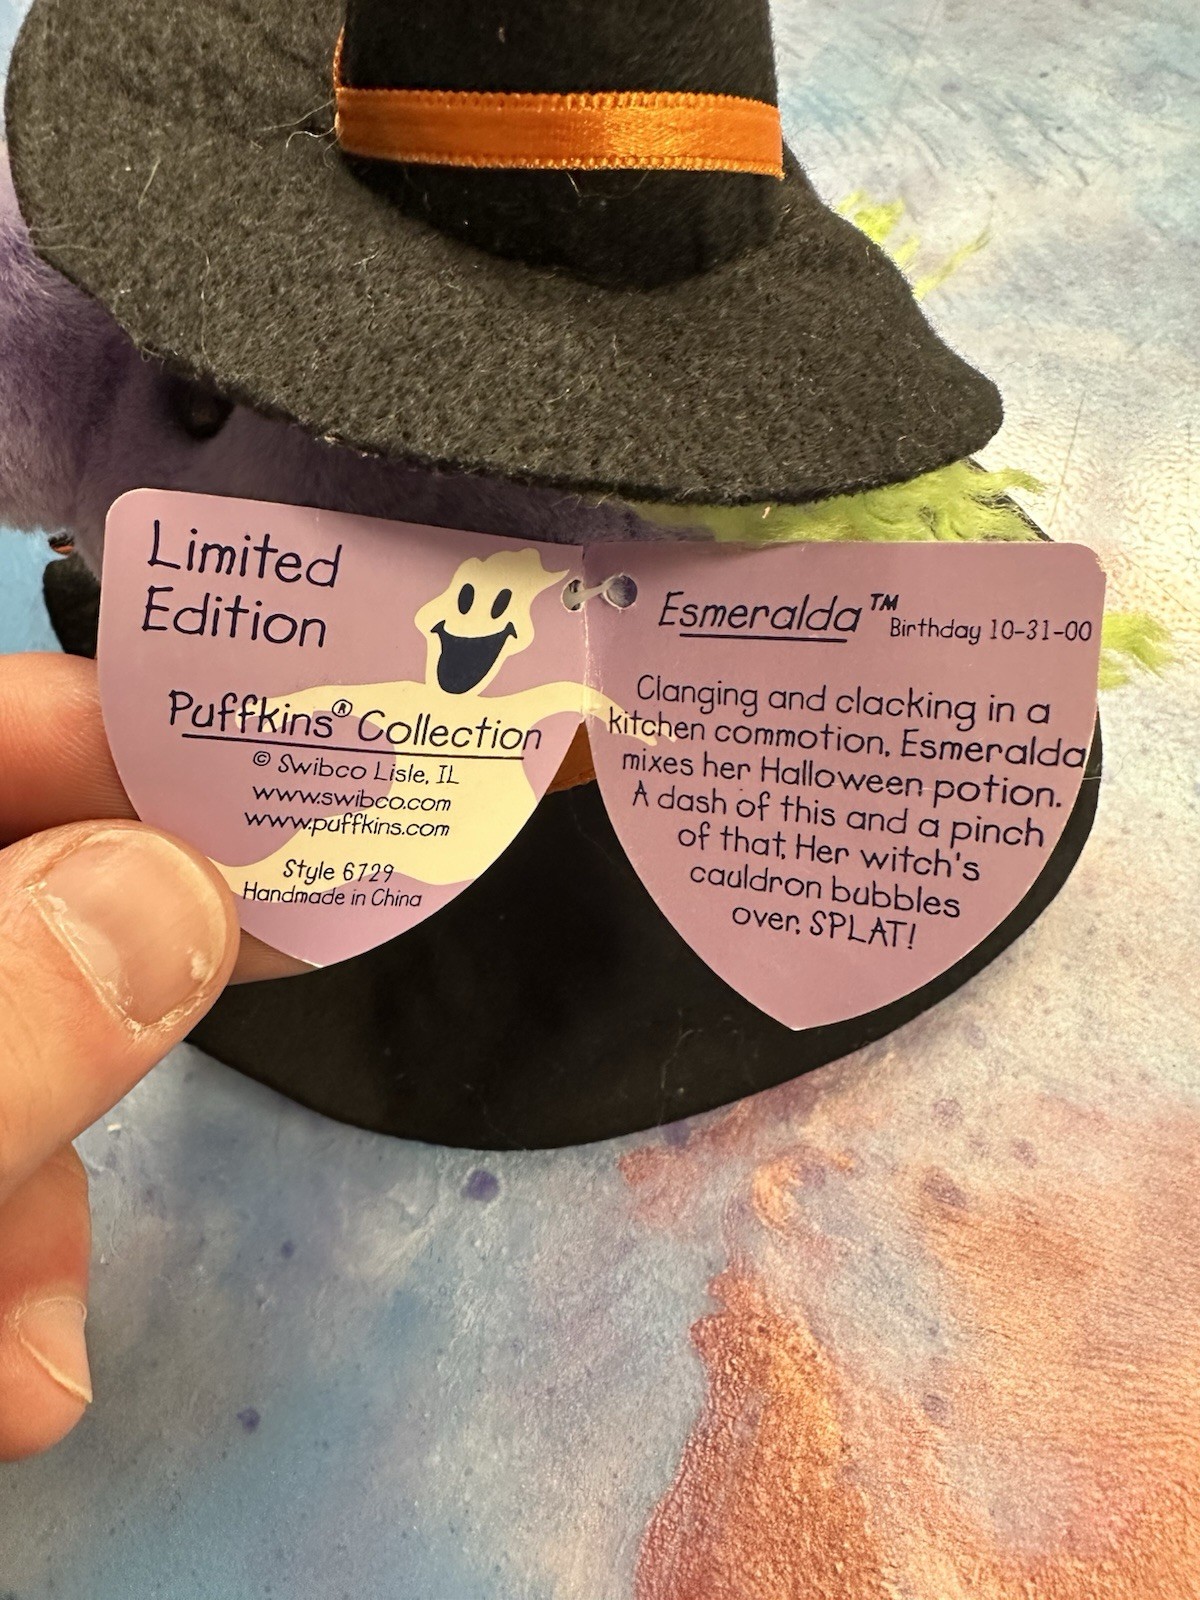 Limited
Edition
Puffkins® Collection
© Swibco Lisle, IL
www.swibco.com
www.puffkins.com
Style 6729
Handmade in China
Esmeralda™ Birthday 10-31-00
Clanging and clacking in a
kitchen commotion, Esmeralda
mixes her Halloween potion.
A dash of this and a pinch
of that, Her witch's
cauldron bubbles
over, SPLAT!